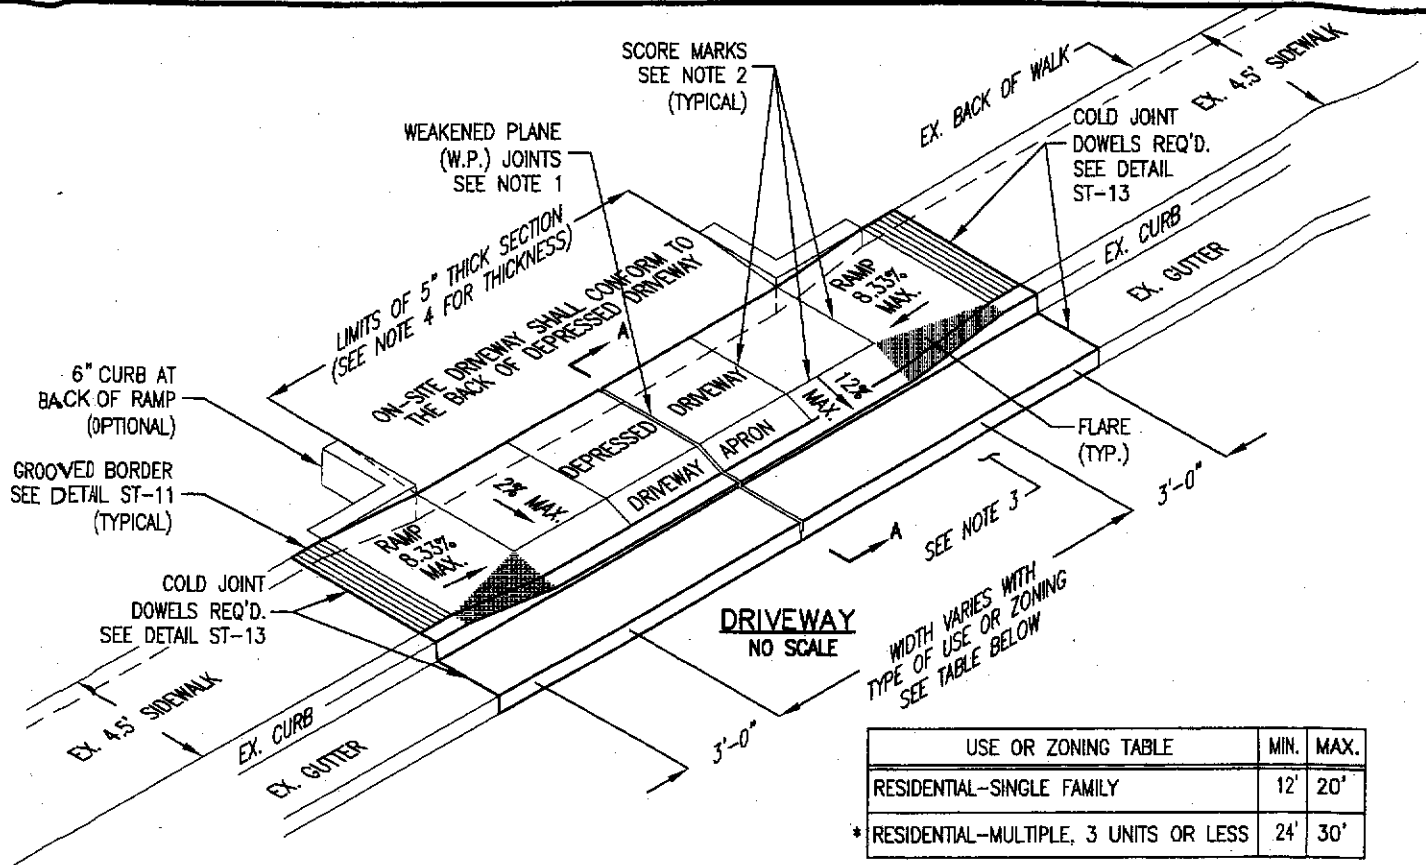 SCORE MARKS
SEE NOTE 2
(TYPICAL)
EX. BACK OF WALK
EX. 4.5' SIDEWALK
WEAKENED PLANE
(W.P.) JOINTS
SEE NOTE 1
COLD JOINT
DOWELS REQ'D.
SEE DETAIL
ST-13
LIMITS OF 5" THICK SECTION
(SEE NOTE 4 FOR THICKNESS)
ON-SITE DRIVEWAY SHALL CONFORM TO
THE BACK OF DEPRESSED DRIVEWAY
A
RAMP
8.33%
MAX.
EX. CURB
EX. GUTTER
6" CURB AT
BACK OF RAMP
(OPTIONAL)
DEPRESSED DRIVEWAY
12%
MAX.
DRIVEWAY APRON
FLARE
(TYP.)
GROOVED BORDER
SEE DETAIL ST-11
(TYPICAL)
2% MAX.
3'-0"
RAMP
8.33%
MAX.
A
SEE NOTE 3
COLD JOINT
DOWELS REQ'D.
SEE DETAIL ST-13
DRIVEWAY
NO SCALE
WIDTH VARIES WITH
TYPE OF USE OR ZONING
SEE TABLE BELOW
EX. 4.5' SIDEWALK
EX. CURB
EX. GUTTER
3'-0"
USE OR ZONING TABLE MIN. MAX.
RESIDENTIAL-SINGLE FAMILY 12' 20'
* RESIDENTIAL-MULTIPLE, 3 UNITS OR LESS 24' 30'